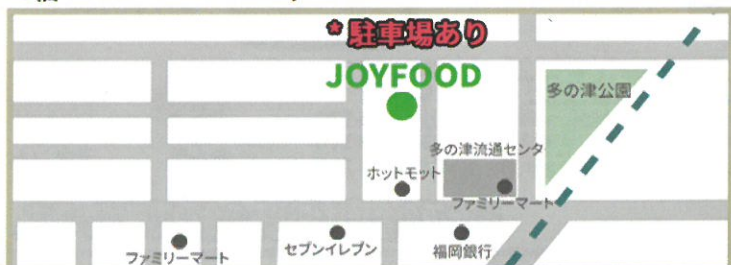 *駐車場あり
JOYFOOD
多の津公園
多の津流通センタ
ホットモット
ファミリーマート
ファミリーマート
セブンイレブン
福岡銀行